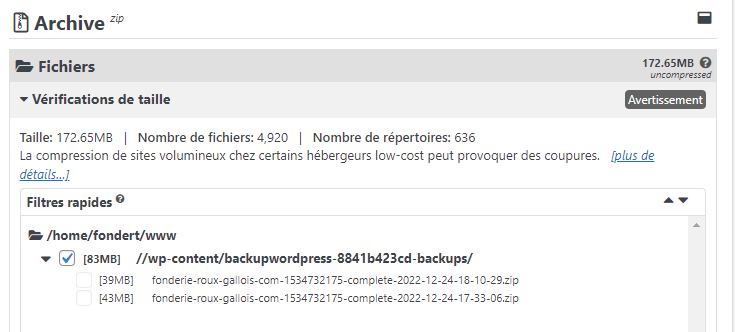 Archive zip
Fichiers 172.65MB
uncompressed
Vérifications de taille Avertissement
Taille: 172.65MB | Nombre de fichiers: 4,920 | Nombre de répertoires: 636
La compression de sites volumineux chez certains hébergeurs low-cost peut provoquer des coupures. [plus de
détails...]
Filtres rapides
/home/fondert/www
[83MB] //wp-content/backupwordpress-8841b423cd-backups/
[39MB] fonderie-roux-gallois-com-1534732175-complete-2022-12-24-18-10-29.zip
[43MB] fonderie-roux-gallois-com-1534732175-complete-2022-12-24-17-33-06.zip